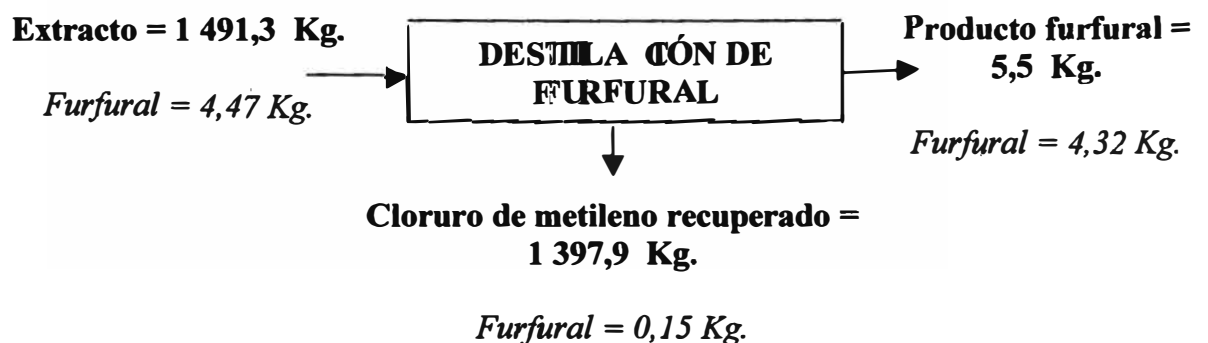 Extracto = 1 491,3 Kg.
Furfural = 4,47 Kg.
DESTILACIÓN DE
FURFURAL
Producto furfural =
5,5 Kg.
Furfural = 4,32 Kg.
Cloruro de metileno recuperado =
1 397,9 Kg.
Furfural = 0,15 Kg.